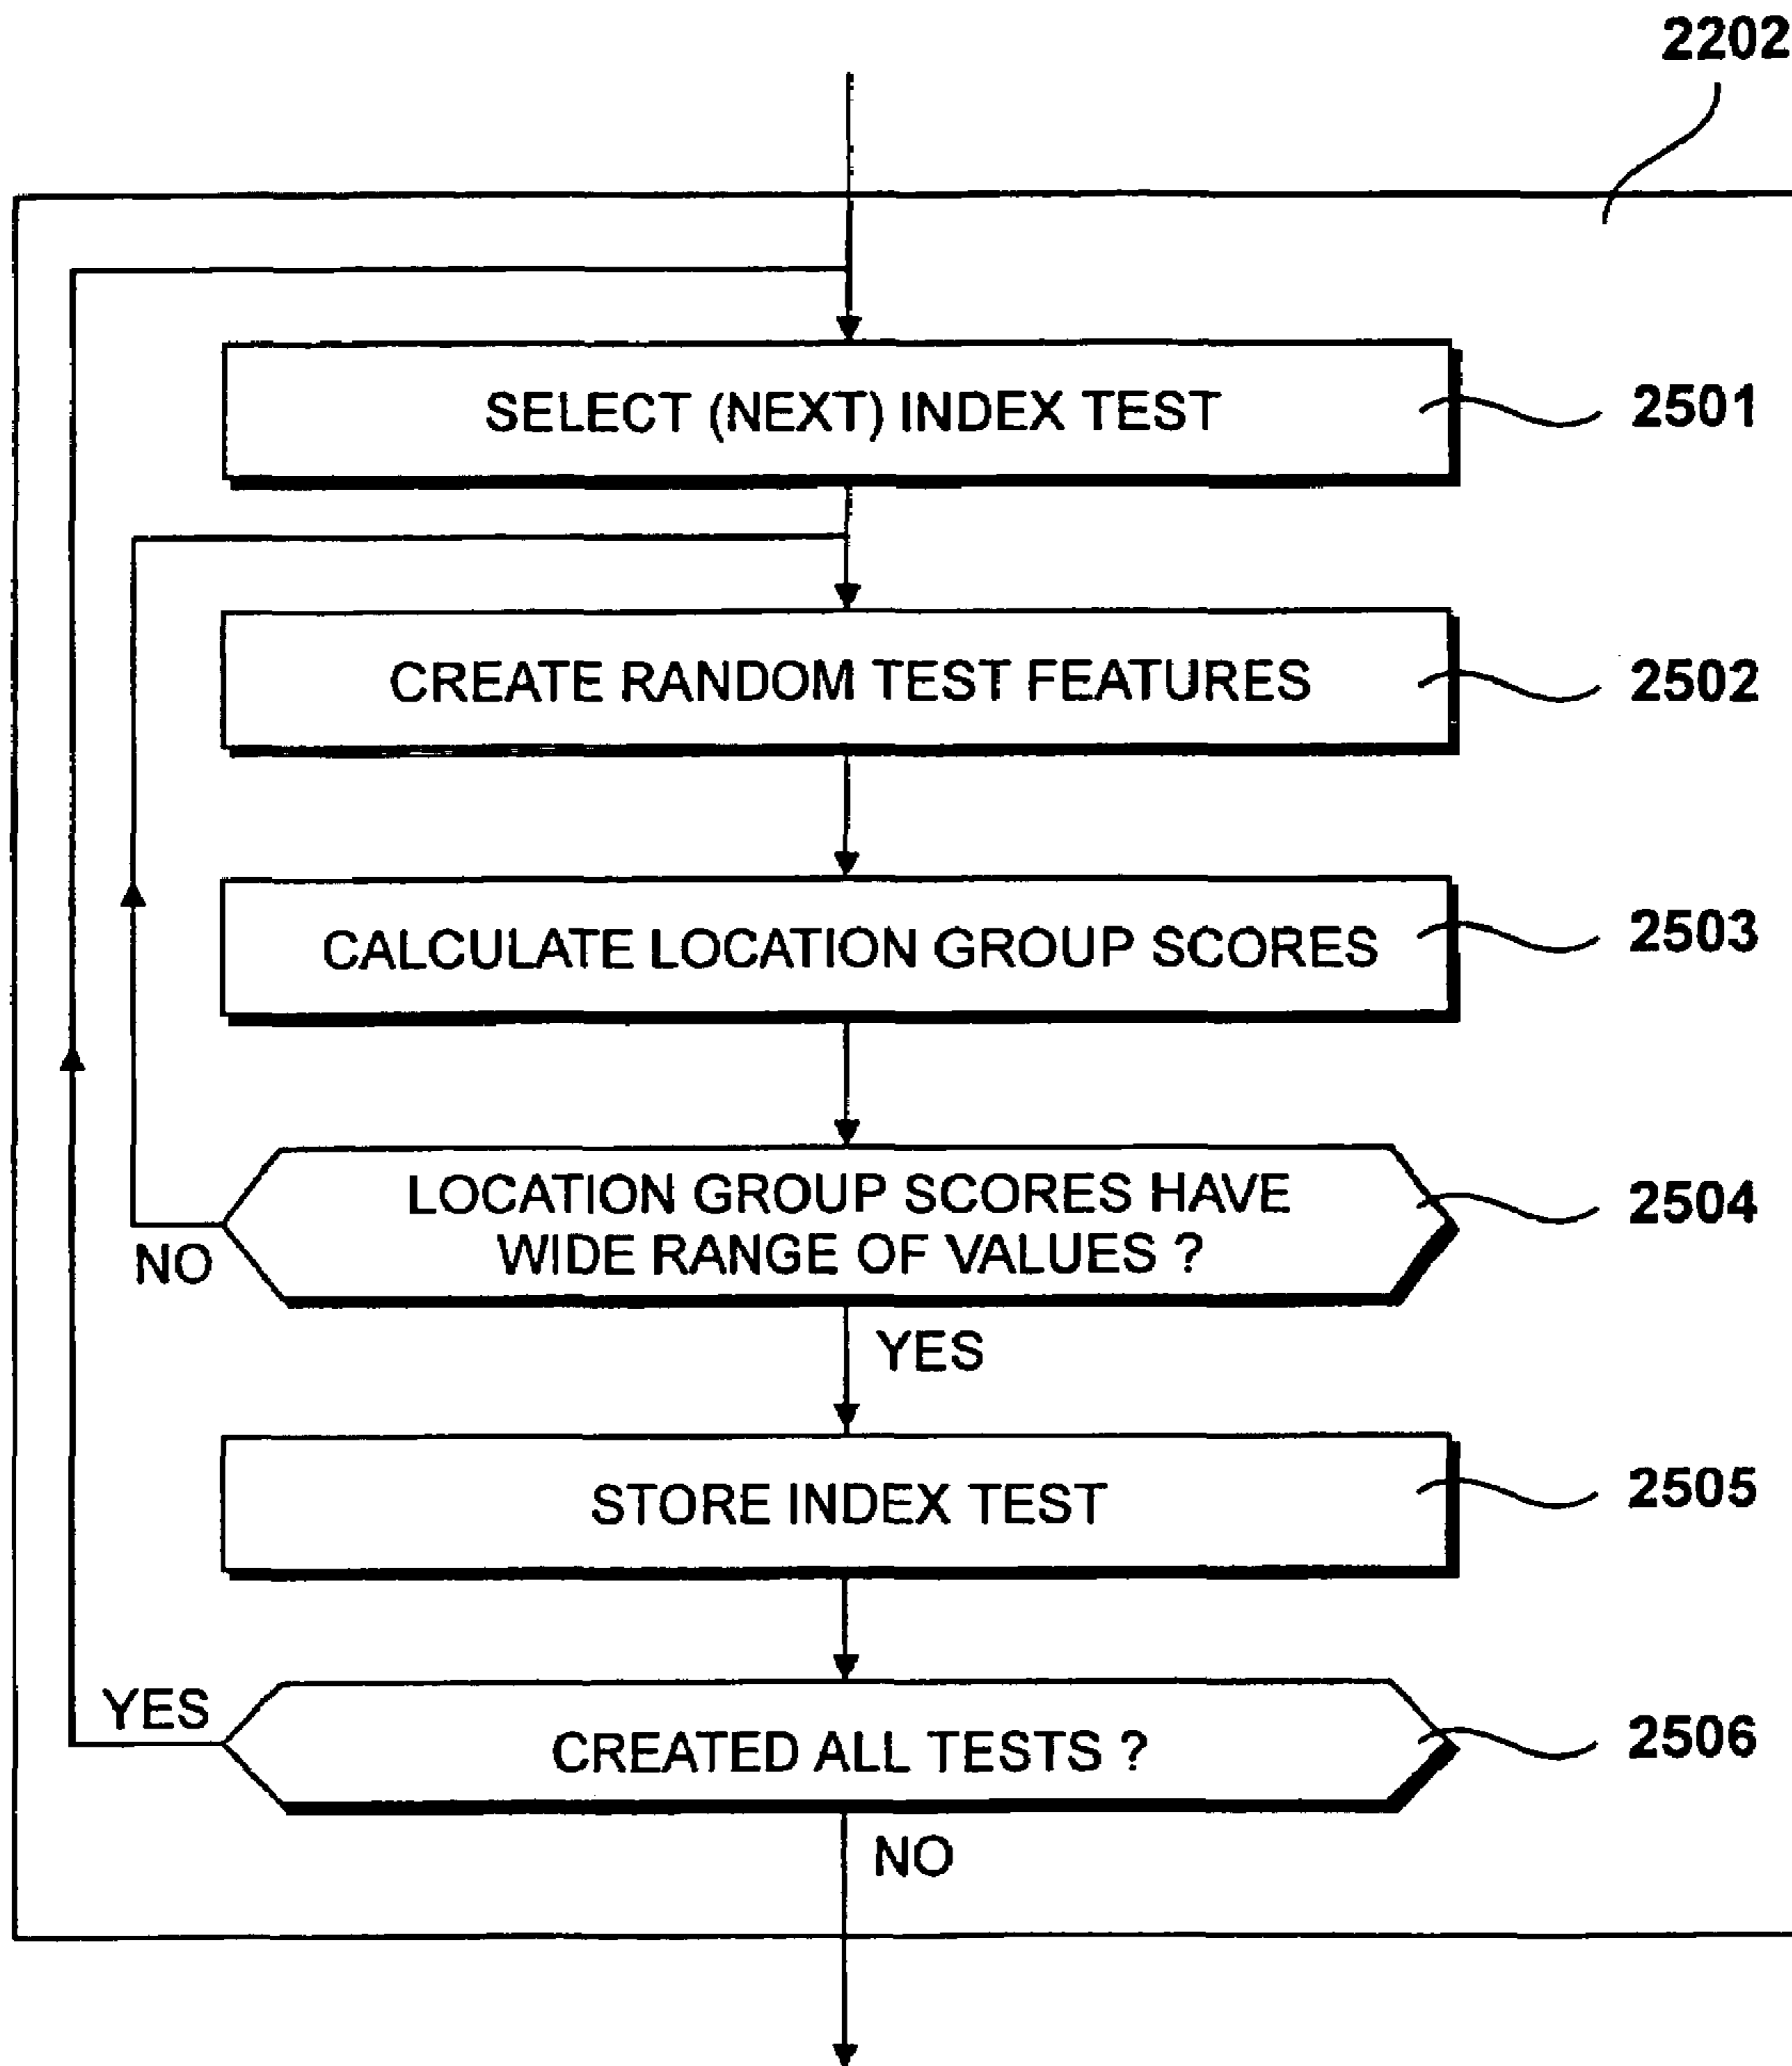 2202
SELECT (NEXT) INDEX TEST
2501
CREATE RANDOM TEST FEATURES
2502
CALCULATE LOCATION GROUP SCORES
2503
LOCATION GROUP SCORES HAVE
WIDE RANGE OF VALUES ?
2504
NO
YES
STORE INDEX TEST
2505
YES
CREATED ALL TESTS ?
2506
NO